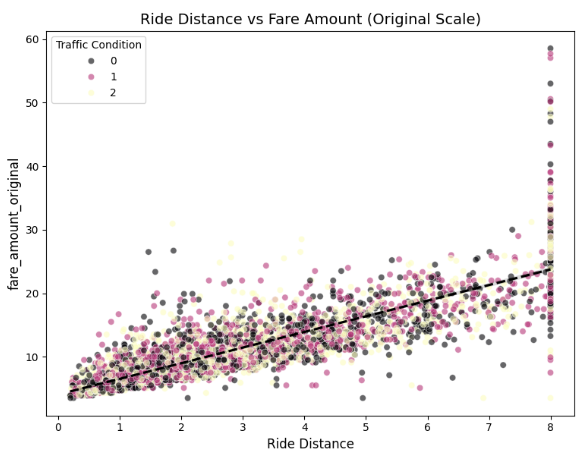 Ride Distance vs Fare Amount (Original Scale)
Traffic Condition
0
1
2
fare_amount_original
60
50
40
30
20
10
0 1 2 3 4 5 6 7 8
Ride Distance